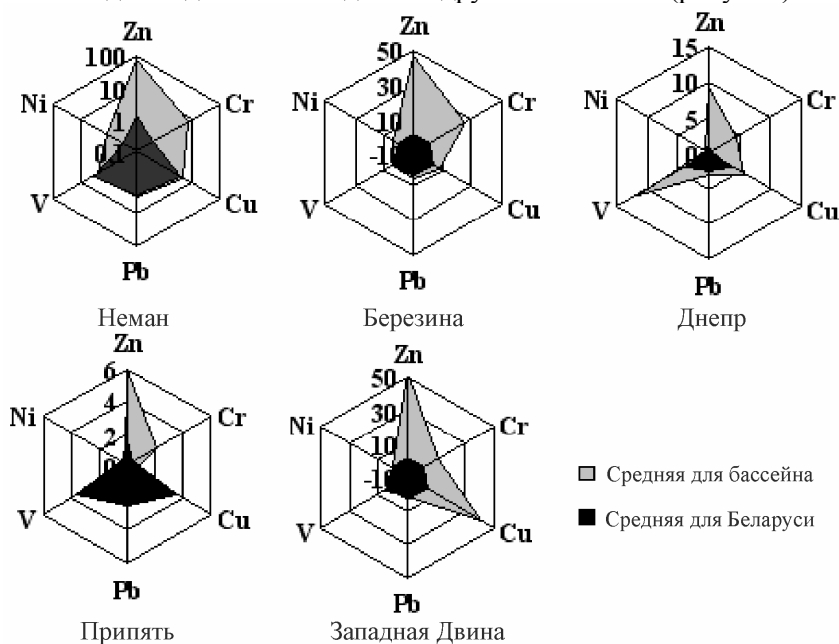 Zn
100
10
1
0,1
Ni
Cr
V
Cu
Pb
Неман
Zn
50
30
10
-10
Ni
Cr
V
Cu
Pb
Березина
Zn
15
10
5
0
Ni
Cr
V
Cu
Pb
Днепр
Zn
6
4
2
0
Ni
Cr
V
Cu
Pb
Припять
Zn
50
30
10
-10
Ni
Cr
V
Cu
Pb
Западная Двина
Средняя для бассейна
Средняя для Беларуси